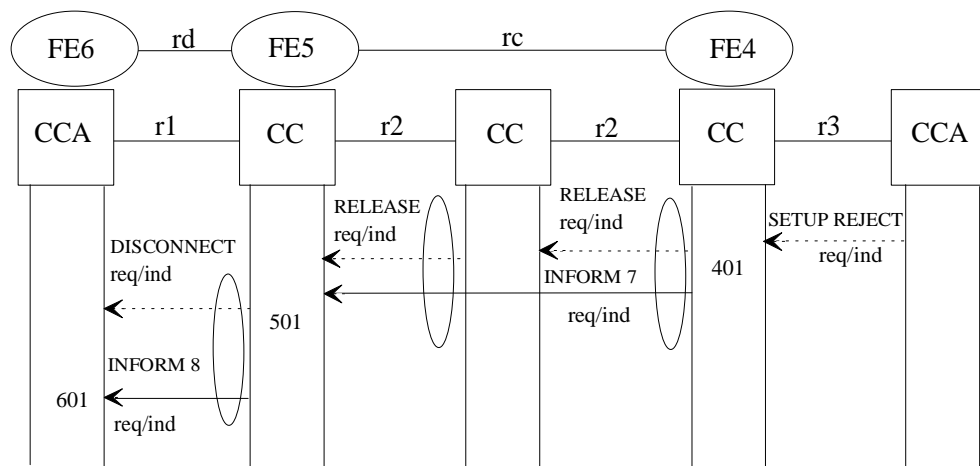 FE6 rd FE5 rc FE4
CCA r1 CC r2 CC r2 CC r3 CCA
RELEASE
req/ind
RELEASE
req/ind
SETUP REJECT
req/ind
DISCONNECT
req/ind
401
INFORM 7
req/ind
501
INFORM 8
req/ind
601